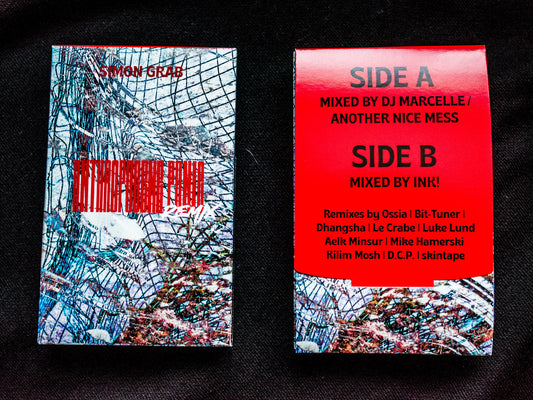 SIMON GRAB
REMIX
SIDE A
MIXED BY DJ MARCELLE /
ANOTHER NICE MESS
SIDE B
MIXED BY INK!
Remixes by Ossia | Bit-Tuner |
Dhangsha | Le Crabe | Luke Lund
Aelk Minsur | Mike Hamerski
Kilim Mosh | D.C.P. | skintape